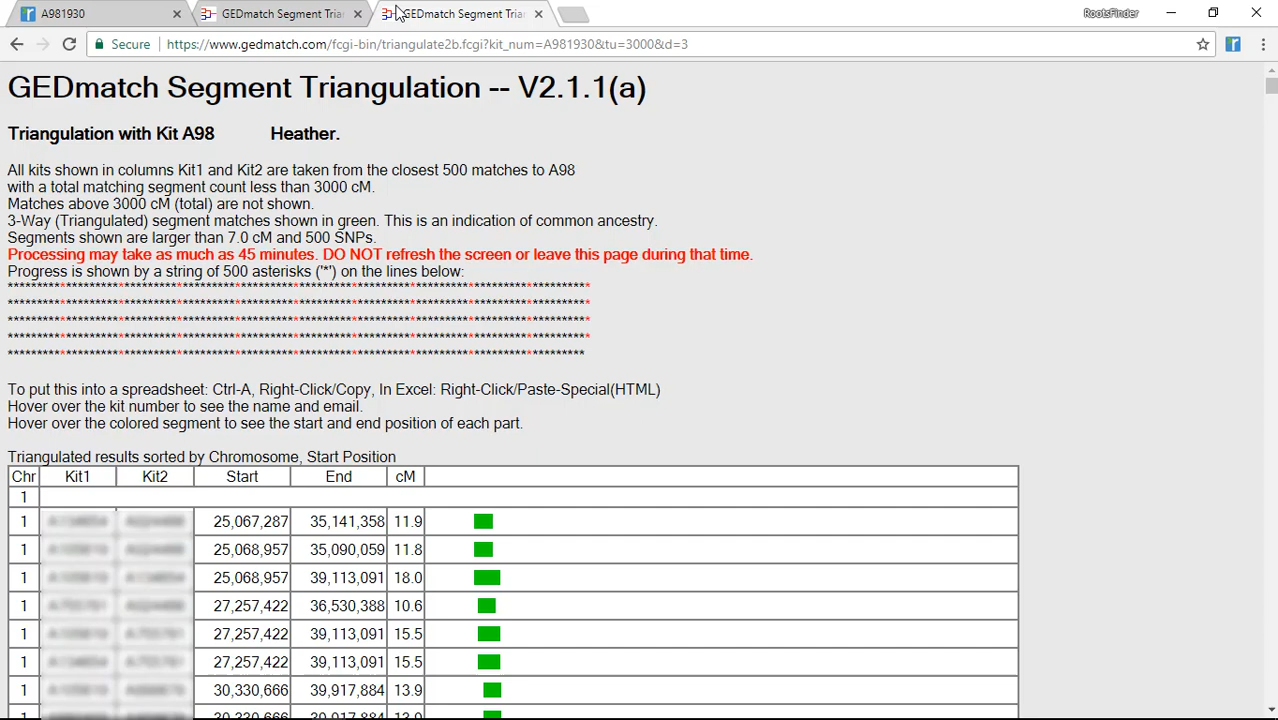 A981930
GEDmatch Segment Trian
GEDmatch Segment Trian
RootsFinder
Secure
https://www.gedmatch.com/fcgi-bin/triangulate2b.fcgi?kit_num=A981930&tu=3000&d=3
GEDmatch Segment Triangulation -- V2.1.1(a)
Triangulation with Kit A98 Heather.
All kits shown in columns Kit1 and Kit2 are taken from the closest 500 matches to A98
with a total matching segment count less than 3000 cM.
Matches above 3000 cM (total) are not shown.
3-Way (Triangulated) segment matches shown in green. This is an indication of common ancestry.
Segments shown are larger than 7.0 cM and 500 SNPs.
Processing may take as much as 45 minutes. DO NOT refresh the screen or leave this page during that time.
Progress is shown by a string of 500 asterisks ('*') on the lines below:
****************************************************************************************************
****************************************************************************************************
****************************************************************************************************
****************************************************************************************************
***************************************************************************************************
To put this into a spreadsheet: Ctrl-A, Right-Click/Copy, In Excel: Right-Click/Paste-Special(HTML)
Hover over the kit number to see the name and email.
Hover over the colored segment to see the start and end position of each part.
Triangulated results sorted by Chromosome, Start Position
Chr Kit1 Kit2 Start End cM
1
1 25,067,287 35,141,358 11.9
1 25,068,957 35,090,059 11.8
1 25,068,957 39,113,091 18.0
1 27,257,422 36,530,388 10.6
1 27,257,422 39,113,091 15.5
1 27,257,422 39,113,091 15.5
1 30,330,666 39,917,884 13.9
1 30,330,666 39,917,884 13.9